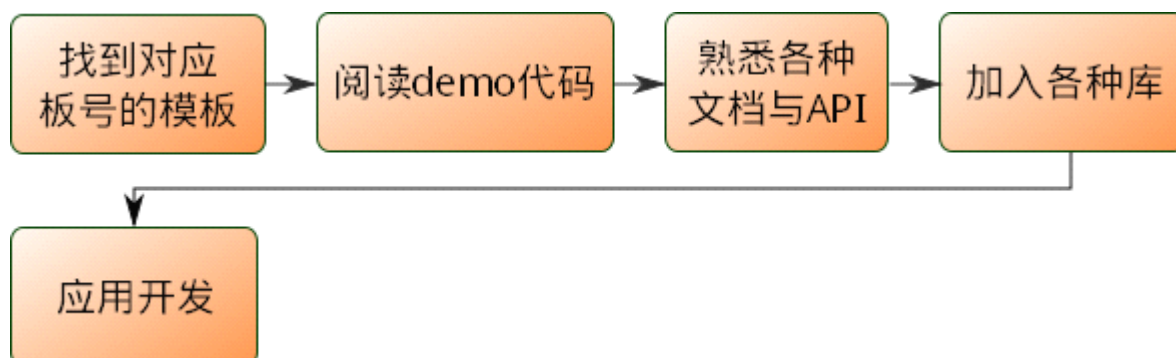 找到对应
板号的模板
阅读demo代码
熟悉各种
文档与API
加入各种库
应用开发